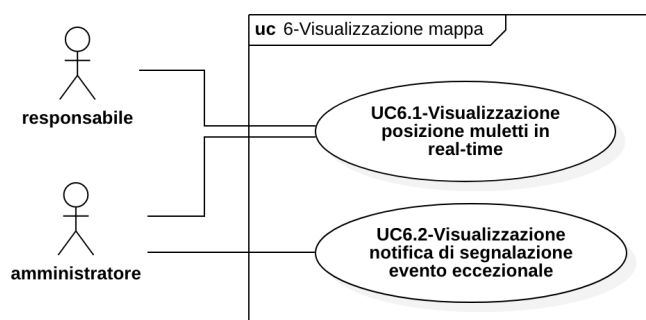 uc 6-Visualizzazione mappa
responsabile
UC6.1-Visualizzazione
posizione muletti in
real-time
amministratore
UC6.2-Visualizzazione
notifica di segnalazione
evento eccezionale